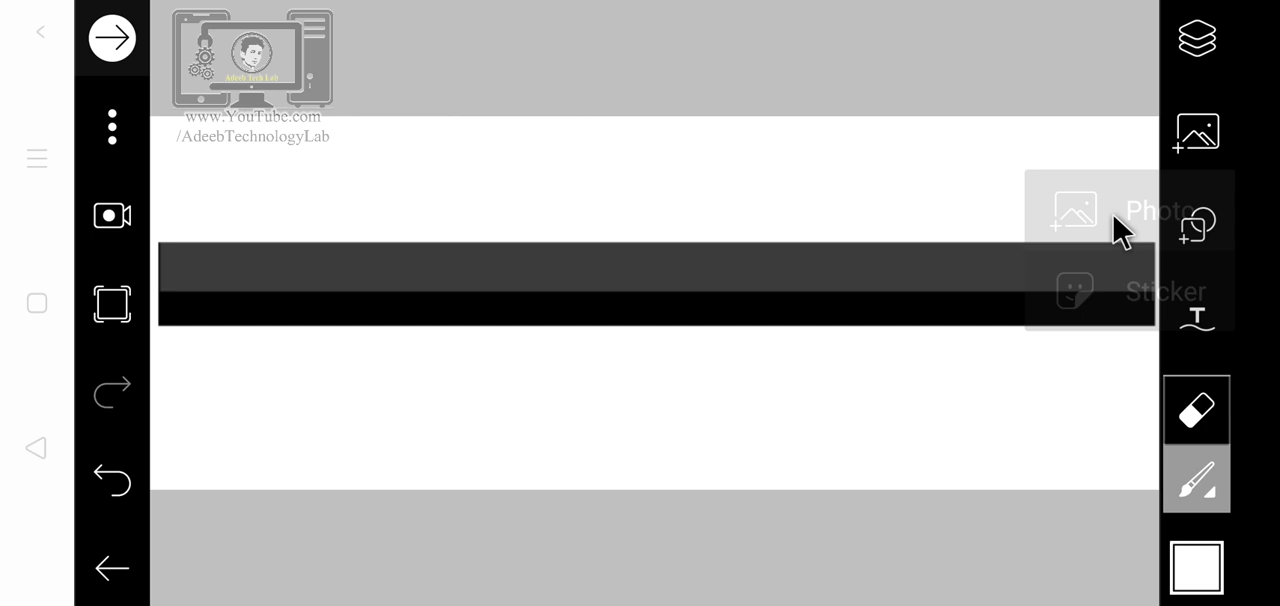 Adeeb Tech Lab
www.YouTube.com
/AdeebTechnologyLab
Photo
Sticker
T